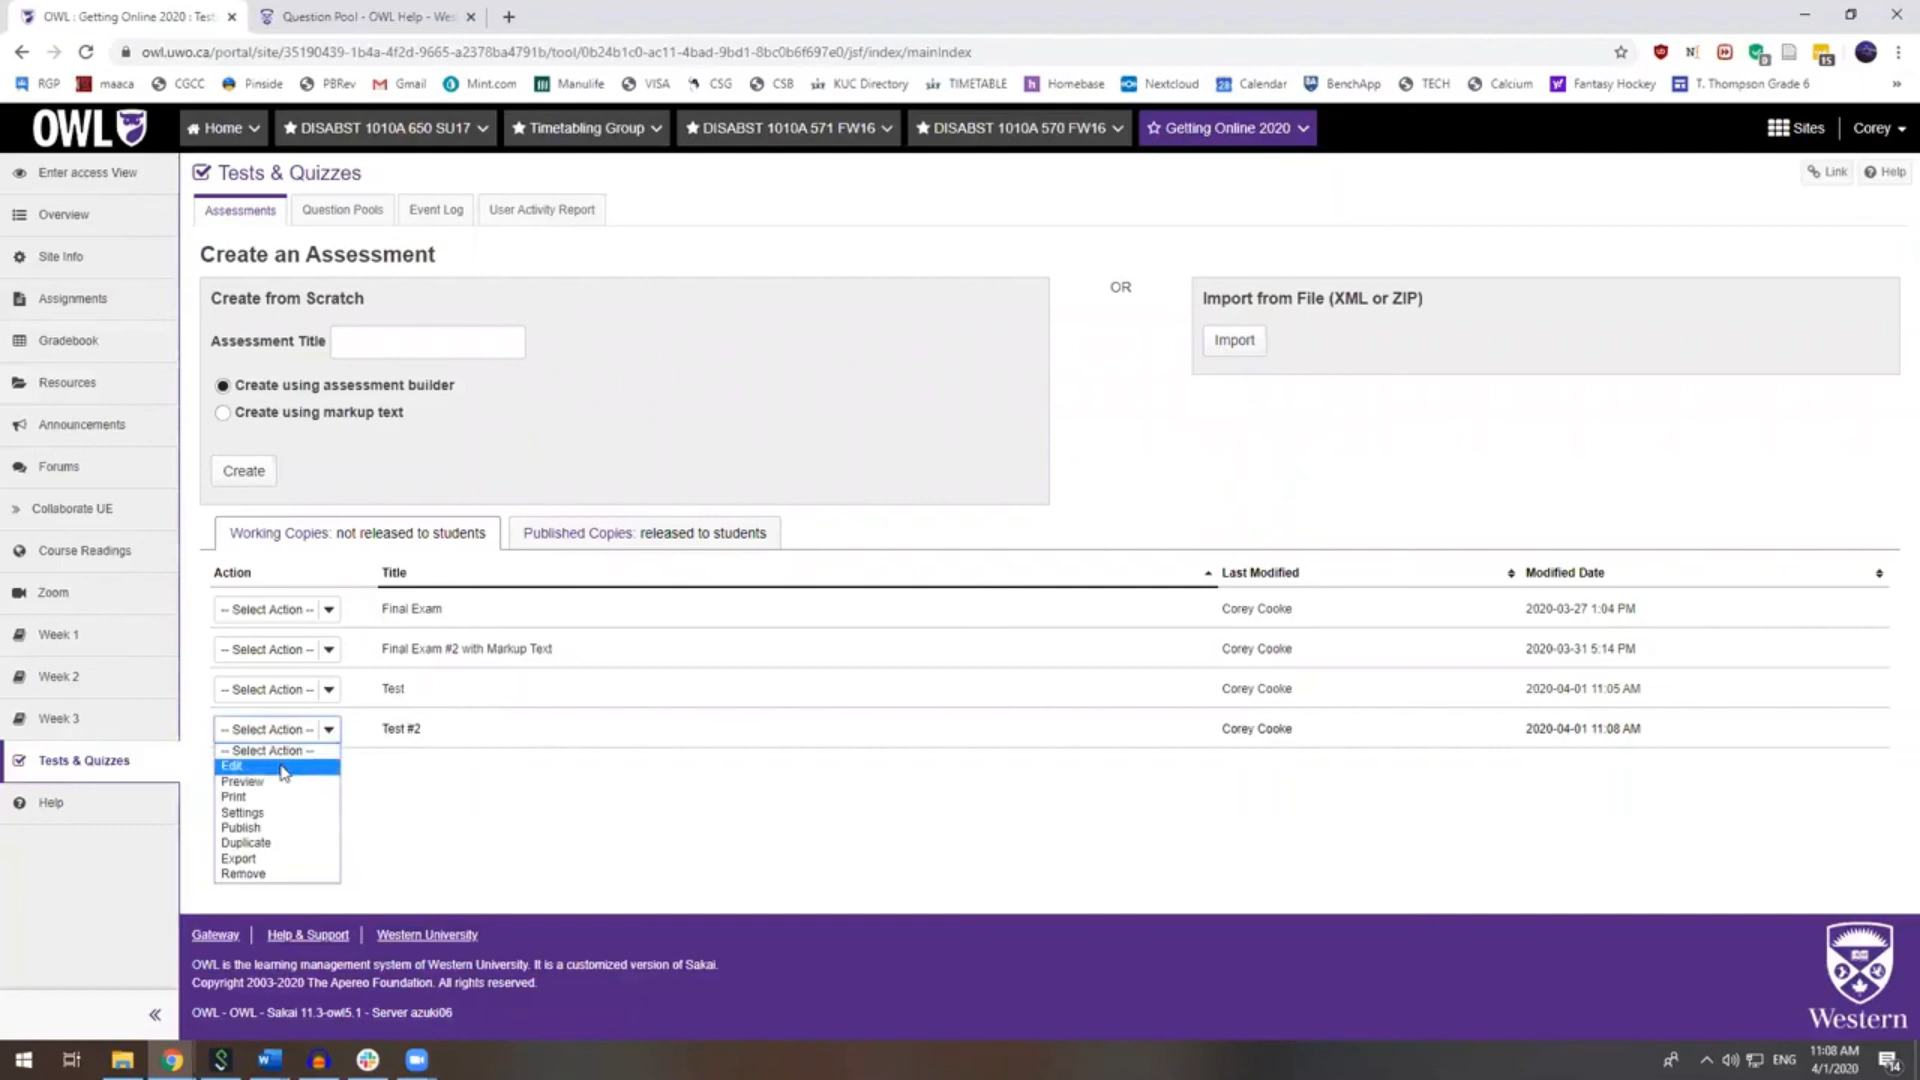 OWL : Getting Online 2020 : Test
Question Pool - OWL Help - Wes
owl.uwo.ca/portal/site/35190439-1b4a-4f2d-9665-a2378ba4791b/tool/0b24b1c0-ac11-4bad-9bd1-8bc0b6f697e0/jsf/index/mainIndex
RGP maaca CGCC Pinside PBRev Gmail Mint.com Manulife VISA CSG CSB KUC Directory TIMETABLE Homebase Nextcloud Calendar BenchApp TECH Calcium Fantasy Hockey T. Thompson Grade 6
OWL Home DISABST 1010A 650 SU17 Timetabling Group DISABST 1010A 571 FW16 DISABST 1010A 570 FW16 Getting Online 2020 Sites Corey
Enter access View
Overview
Site Info
Assignments
Gradebook
Resources
Announcements
Forums
Collaborate UE
Course Readings
Zoom
Week 1
Week 2
Week 3
Tests & Quizzes
Help
Tests & Quizzes
Link Help
Assessments Question Pools Event Log User Activity Report
Create an Assessment
Create from Scratch
Assessment Title
Create using assessment builder
Create using markup text
Create
OR
Import from File (XML or ZIP)
Import
Working Copies: not released to students Published Copies: released to students
Action Title Last Modified Modified Date
-- Select Action -- Final Exam Corey Cooke 2020-03-27 1:04 PM
-- Select Action -- Final Exam #2 with Markup Text Corey Cooke 2020-03-31 5:14 PM
-- Select Action -- Test Corey Cooke 2020-04-01 11:05 AM
-- Select Action -- Test #2 Corey Cooke 2020-04-01 11:08 AM
-- Select Action --
Edit
Preview
Print
Settings
Publish
Duplicate
Export
Remove
Gateway Help & Support Western University
OWL is the learning management system of Western University. It is a customized version of Sakai.
Copyright 2003-2020 The Apereo Foundation. All rights reserved.
OWL - OWL - Sakai 11.3-owl5.1 - Server azuki06
Western
ENG
11:08 AM
4/1/2020